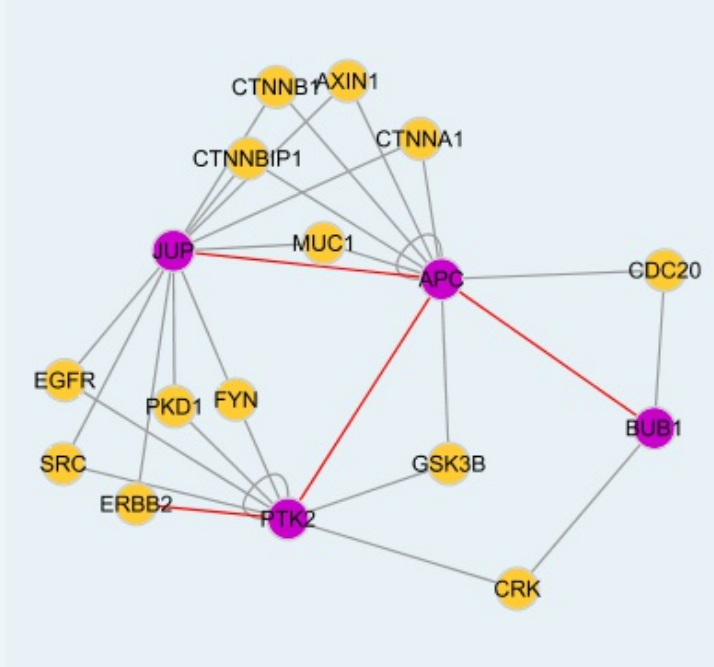 CTNNB1
AXIN1
CTNNA1
CTNNBIP1
MUC1
JUP
APC
CDC20
EGFR
PKD1
FYN
BUB1
SRC
GSK3B
ERBB2
PTK2
CRK